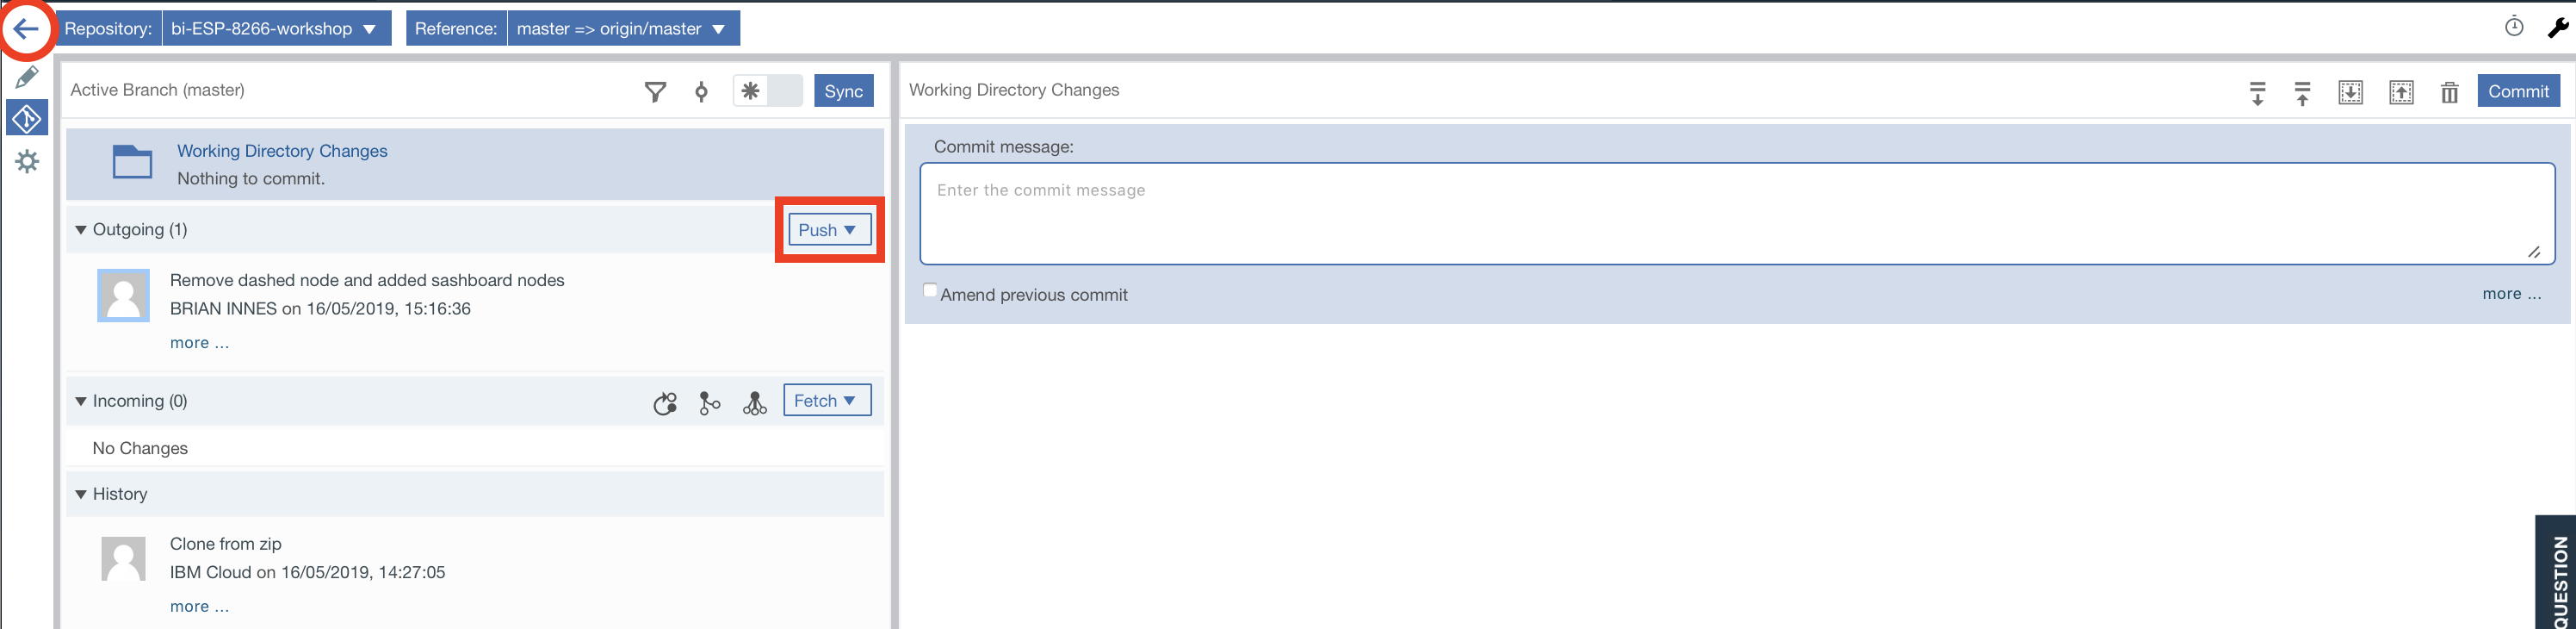 Repository: bi-ESP-8266-workshop
Reference: master => origin/master
Active Branch (master)
Sync
Working Directory Changes
Nothing to commit.
Outgoing (1)
Push
Remove dashed node and added sashboard nodes
BRIAN INNES on 16/05/2019, 15:16:36
more ...
Incoming (0)
Fetch
No Changes
History
Clone from zip
IBM Cloud on 16/05/2019, 14:27:05
more ...
Working Directory Changes
Commit
Commit message:
Enter the commit message
Amend previous commit
more ...
QUESTION